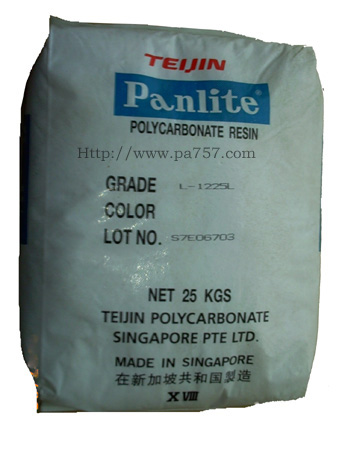 TEIJIN
Panlite®
POLYCARBONATE RESIN
Http://www.pa757.com
GRADE L-1225L
COLOR
LOT NO. S7E06703
NET 25 KGS
TEIJIN POLYCARBONATE
SINGAPORE PTE LTD.
MADE IN SINGAPORE
在新加坡共和国製造
X VIII